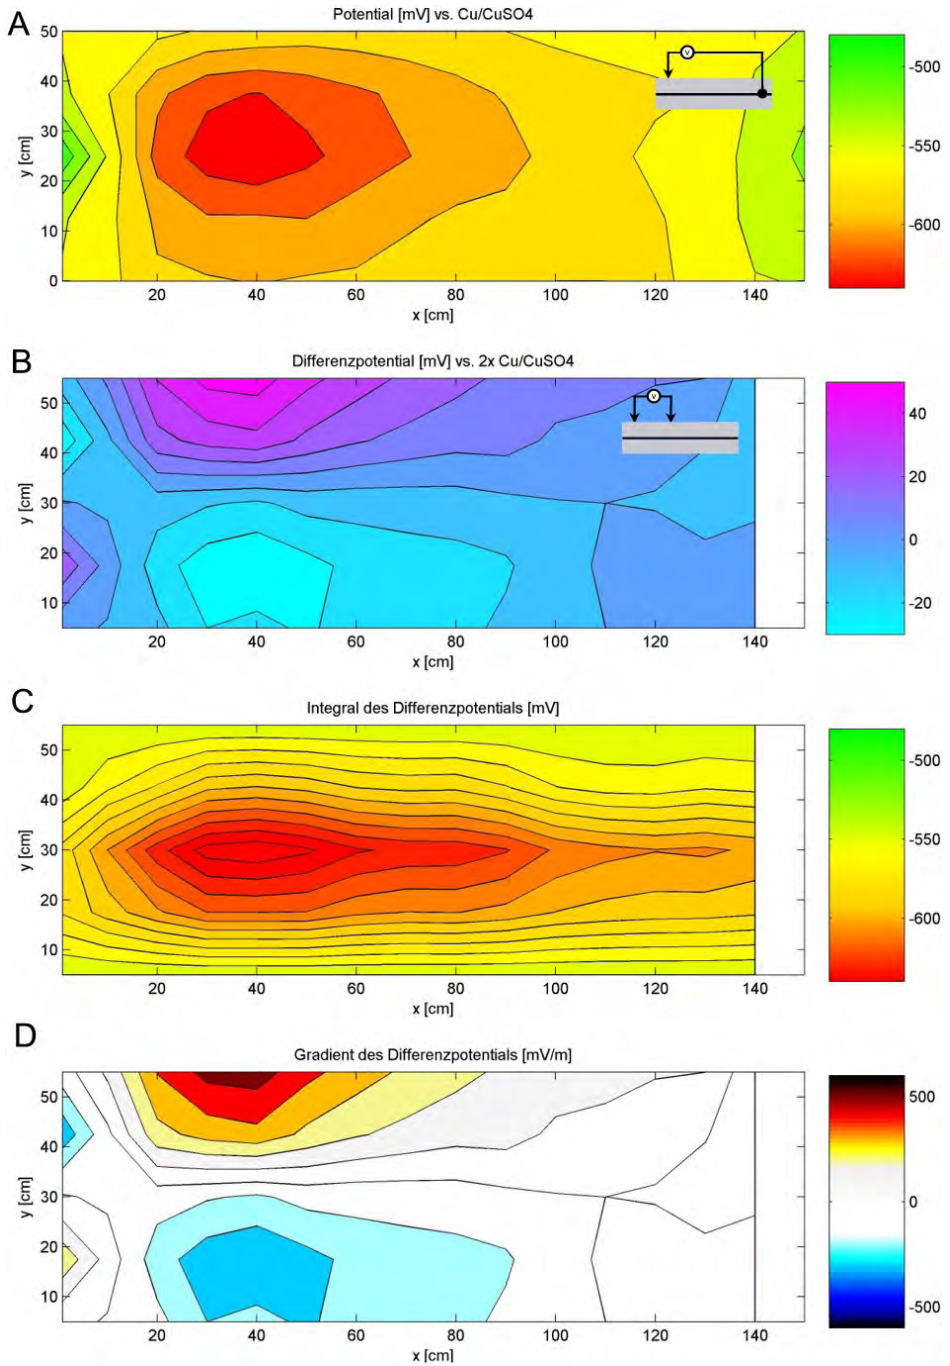 A
Potential [mV] vs. Cu/CuSO4
50
40
30
20
10
0
y [cm]
V
20 40 60 80 100 120 140
x [cm]
-500
-550
-600
B
Differenzpotential [mV] vs. 2x Cu/CuSO4
50
40
30
20
10
y [cm]
V
20 40 60 80 100 120 140
x [cm]
40
20
0
-20
C
Integral des Differenzpotentials [mV]
50
40
30
20
10
y [cm]
20 40 60 80 100 120 140
x [cm]
-500
-550
-600
D
Gradient des Differenzpotentials [mV/m]
50
40
30
20
10
y [cm]
20 40 60 80 100 120 140
x [cm]
500
0
-500